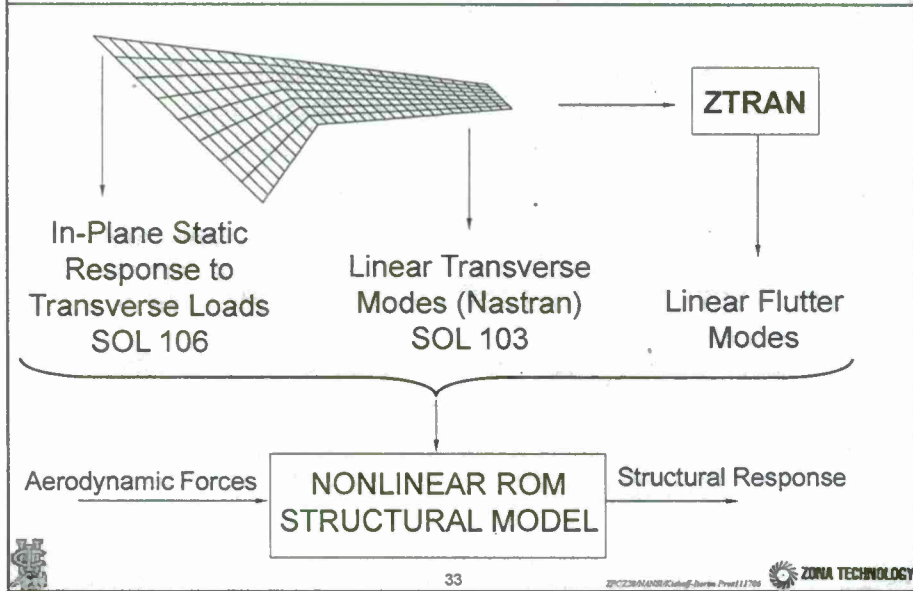 ZTRAN
In-Plane Static
Response to
Transverse Loads
SOL 106
Linear Transverse
Modes (Nastran)
SOL 103
Linear Flutter
Modes
Aerodynamic Forces
NONLINEAR ROM
STRUCTURAL MODEL
Structural Response
33
ZONA TECHNOLOGY